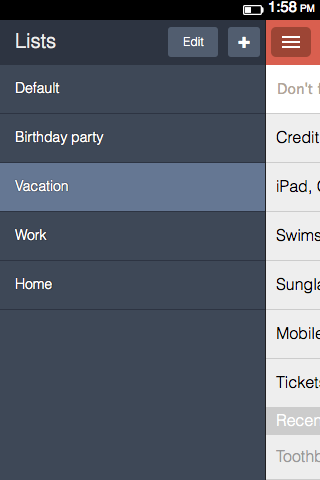 1:58 PM
Lists
Edit
Default
Birthday party
Vacation
Work
Home
Don't
Credit
iPad,
Swims
Sungla
Mobile
Tickets
Recen
Toothb